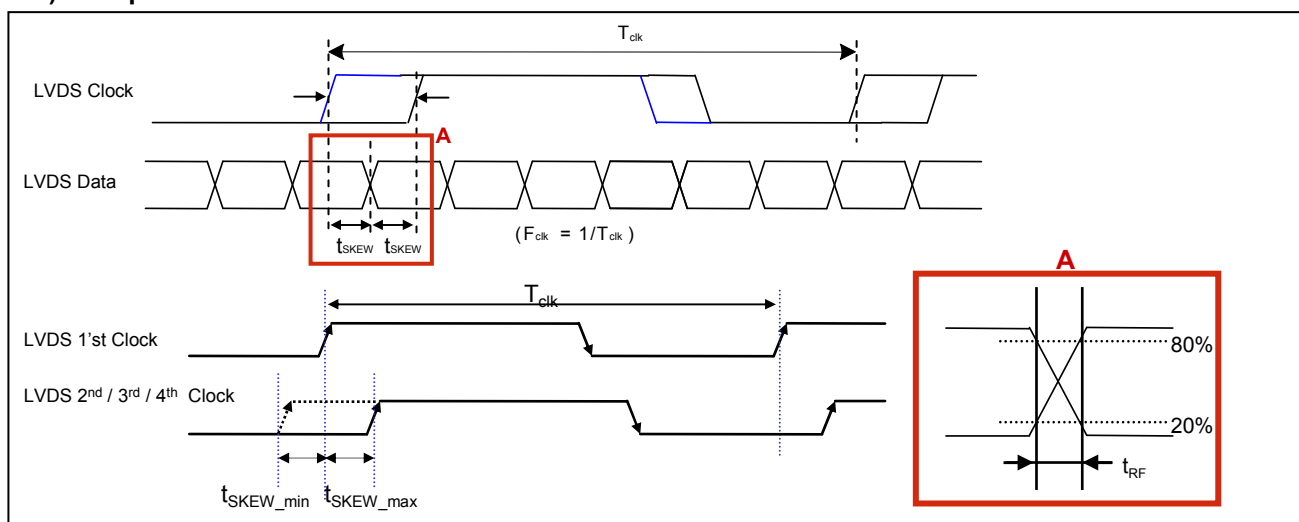 T clk
LVDS Clock
A
LVDS Data
tSKEW tSKEW
(Fclk = 1/Tclk)
A
Tclk
LVDS 1'st Clock
80%
LVDS 2nd / 3rd / 4th Clock
20%
tRF
tSKEW_min tSKEW_max